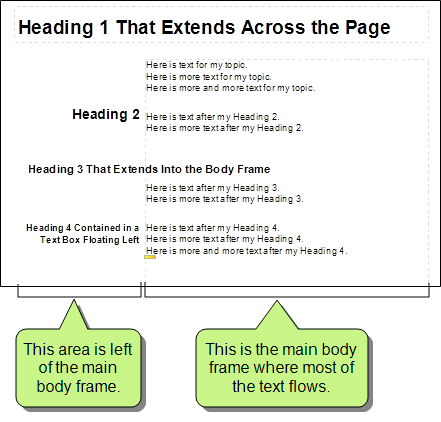 Heading 1 That Extends Across the Page
Here is text for my topic.
Here is more text for my topic.
Here is more and more text for my topic.
Heading 2
Here is text after my Heading 2.
Here is more text after my Heading 2.
Heading 3 That Extends Into the Body Frame
Here is text after my Heading 3.
Here is more text after my Heading 3.
Heading 4 Contained in a
Text Box Floating Left
Here is text after my Heading 4.
Here is more text after my Heading 4.
Here is more and more text after my Heading 4.
This area is left
of the main
body frame.
This is the main body
frame where most of
the text flows.